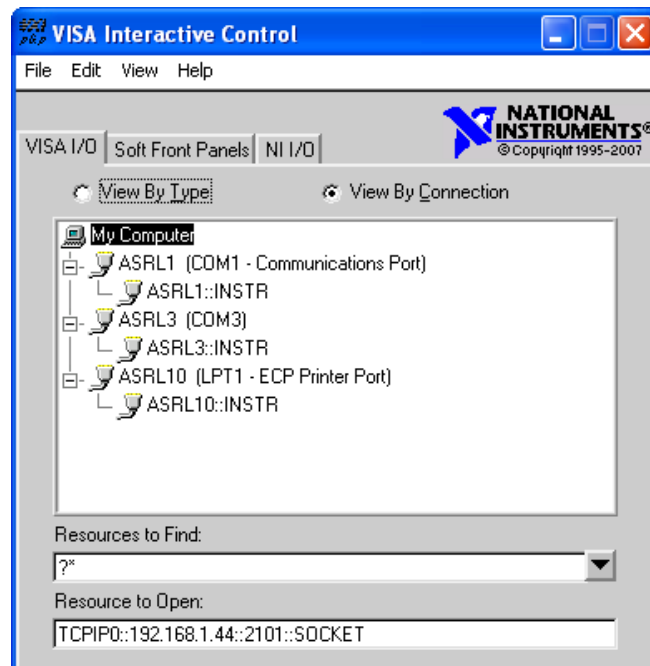 VISA Interactive Control
File Edit View Help
NATIONAL
INSTRUMENTS®
© Copyright 1995-2007
VISA I/O Soft Front Panels NI I/O
View By Type View By Connection
My Computer
ASRL1 (COM1 - Communications Port)
ASRL1::INSTR
ASRL3 (COM3)
ASRL3::INSTR
ASRL10 (LPT1 - ECP Printer Port)
ASRL10::INSTR
Resources to Find:
?*
Resource to Open:
TCPIP0::192.168.1.44::2101::SOCKET